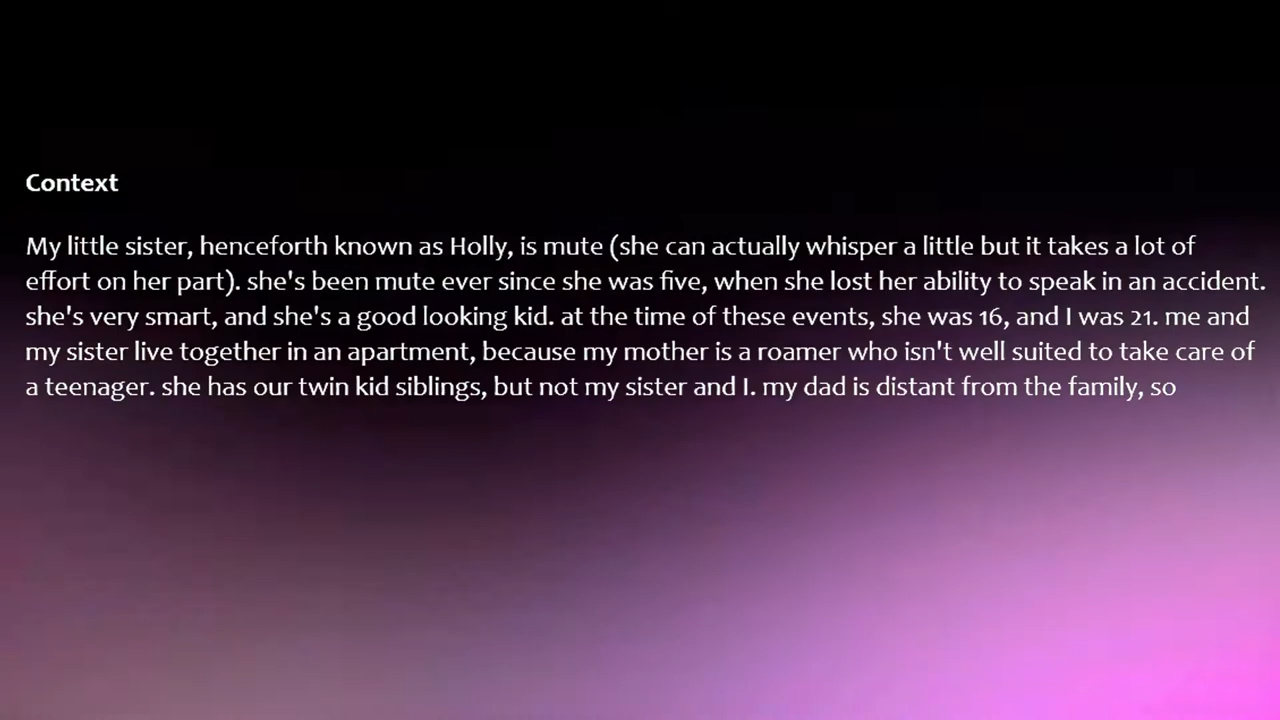 Context
My little sister, henceforth known as Holly, is mute (she can actually whisper a little but it takes a lot of
effort on her part). she's been mute ever since she was five, when she lost her ability to speak in an accident.
she's very smart, and she's a good looking kid. at the time of these events, she was 16, and I was 21. me and
my sister live together in an apartment, because my mother is a roamer who isn't well suited to take care of
a teenager. she has our twin kid siblings, but not my sister and I. my dad is distant from the family, so